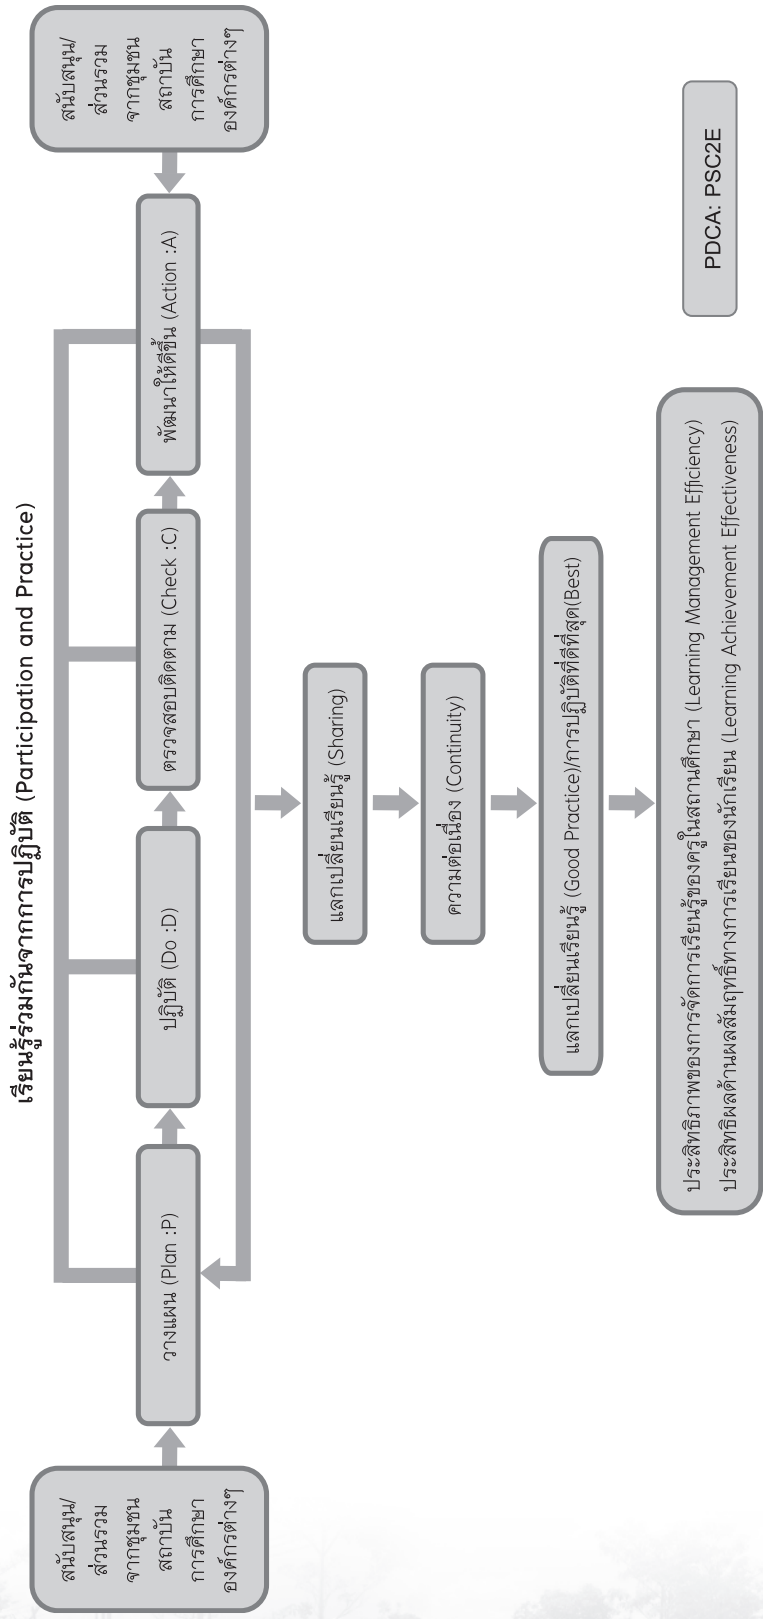 เรียนรู้ร่วมกันจากการปฏิบัติ (Participation and Practice)
สนับสนุน/
ส่วนรวม
จากชุมชน
สถาบัน
การศึกษา
องค์กรต่างๆ
วางแผน (Plan :P)
ปฏิบัติ (Do :D)
ตรวจสอบติดตาม (Check :C)
พัฒนาให้ดีขึ้น (Action :A)
สนับสนุน/
ส่วนรวม
จากชุมชน
สถาบัน
การศึกษา
องค์กรต่างๆ
แลกเปลี่ยนเรียนรู้ (Sharing)
ความต่อเนื่อง (Continuity)
แลกเปลี่ยนเรียนรู้ (Good Practice)/การปฏิบัติที่ดีที่สุด(Best)
ประสิทธิภาพของการจัดการเรียนรู้ของครูในสถานศึกษา (Learning Management Efficiency)
ประสิทธิผลด้านผลสัมฤทธิ์ทางการเรียนของนักเรียน (Learning Achievement Effectiveness)
PDCA: PSC2E